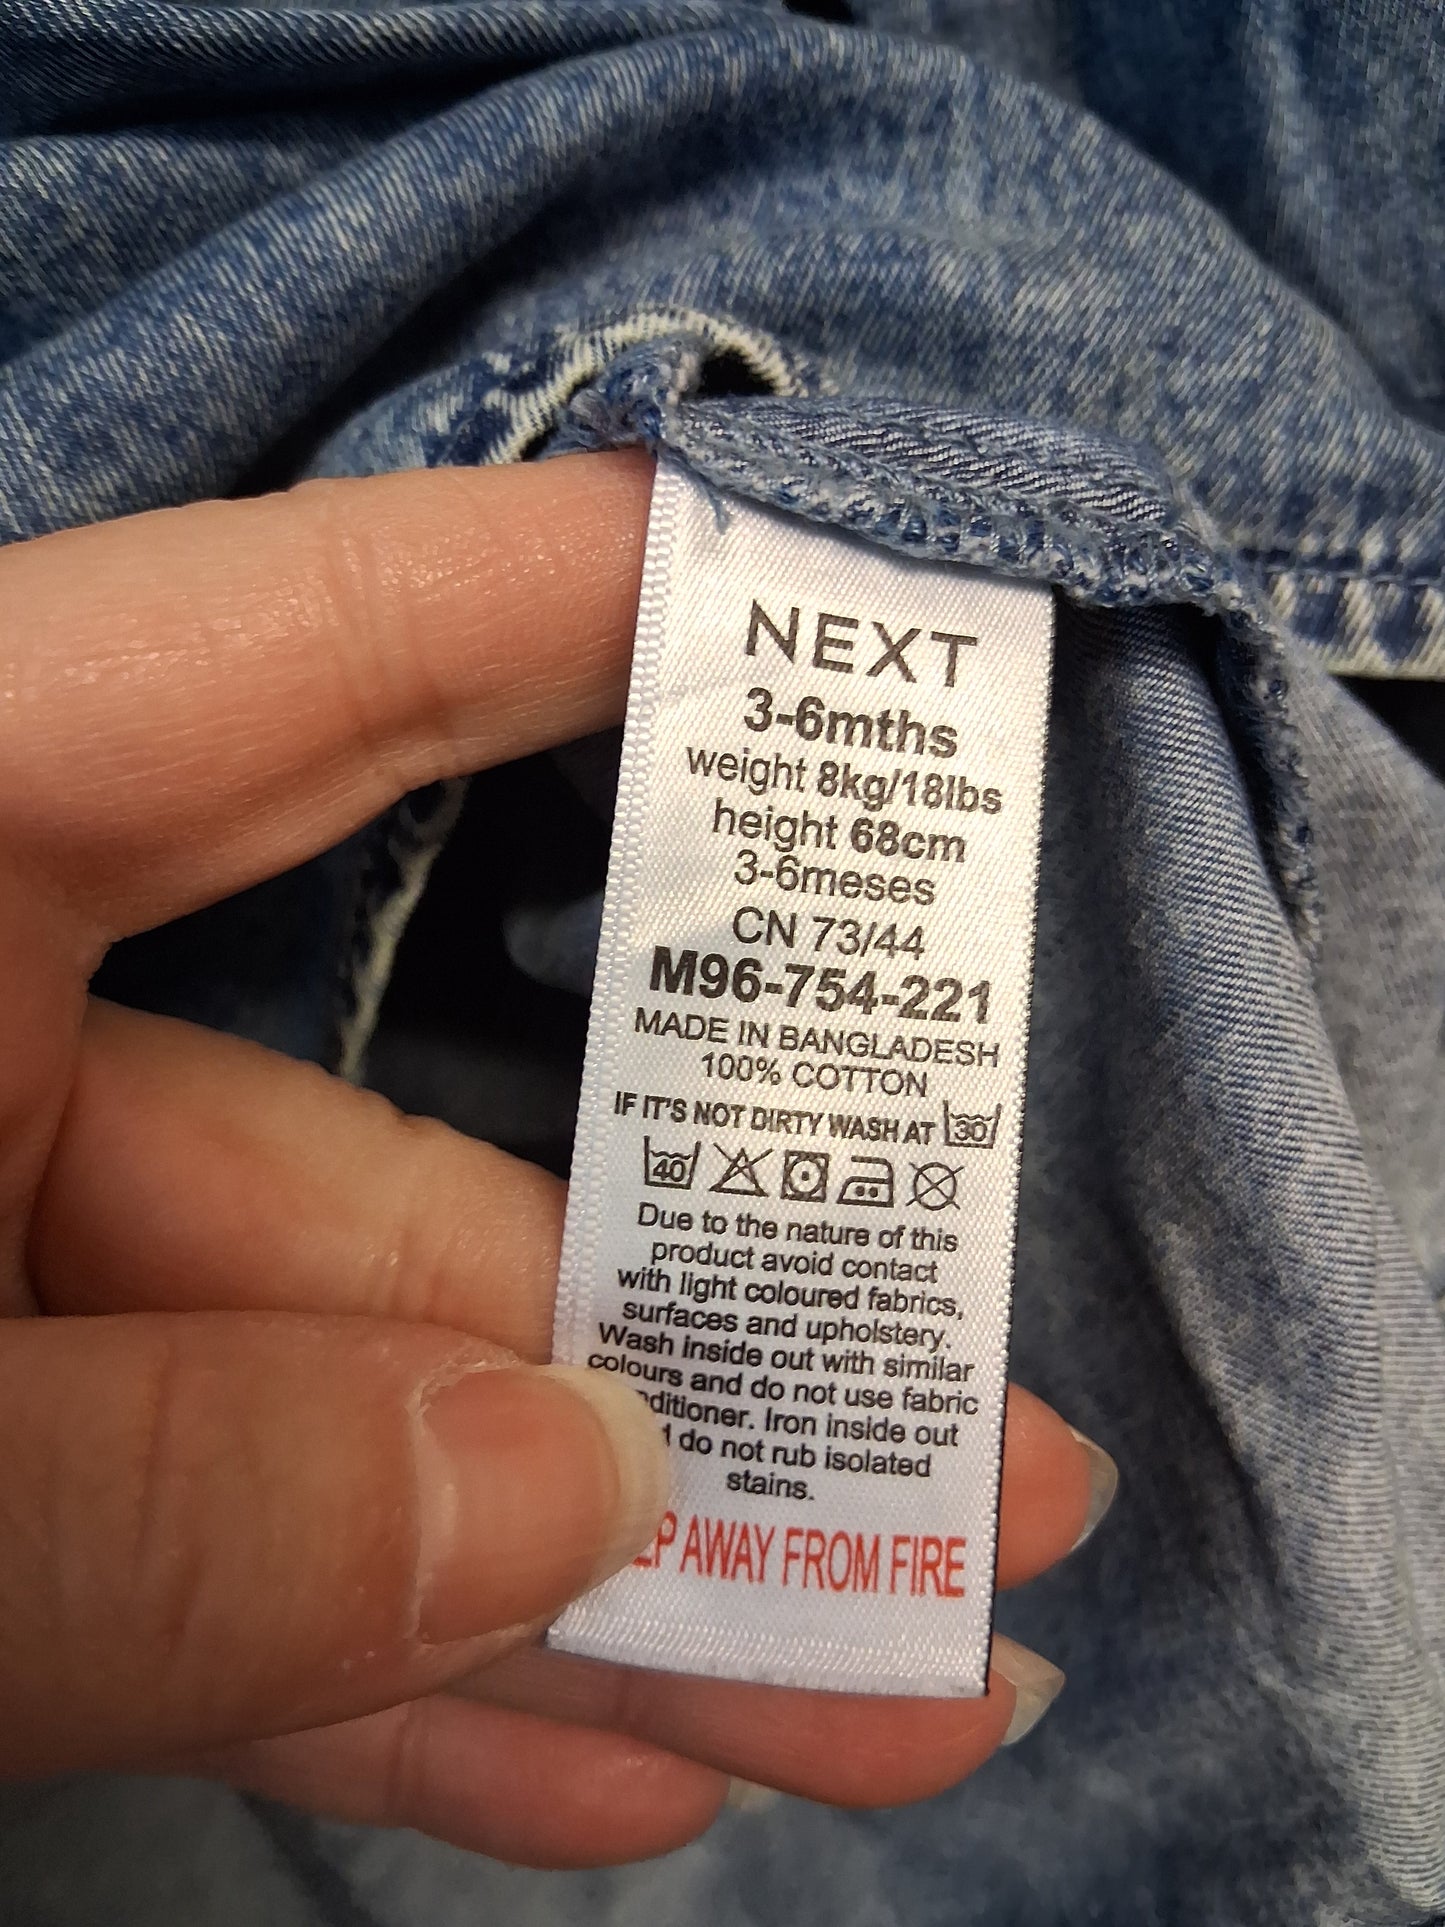 NEXT
3-6mths
weight 8kg/18lbs
height 68cm
3-6meses
CN 73/44
M96-754-221
MADE IN BANGLADESH
100% COTTON
IF IT'S NOT DIRTY WASH AT 30
40
Due to the nature of this
product avoid contact
with light coloured fabrics,
surfaces and upholstery.
Wash inside out with similar
colours and do not use fabric
ditioner. Iron inside out
do not rub isolated
stains.
AWAY FROM FIRE